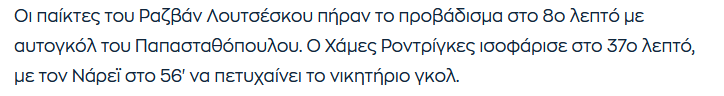 Οι παίκτες του Ραζβάν Λουτσέσκου πήραν το προβάδισμα στο 8ο λεπτό με
αυτογκόλ του Παπασταθόπουλου. Ο Χάμες Ροντρίγκες ισοφάρισε στο 37ο λεπτό,
με τον Νάρεϊ στο 56' να πετυχαίνει το νικητήριο γκολ.